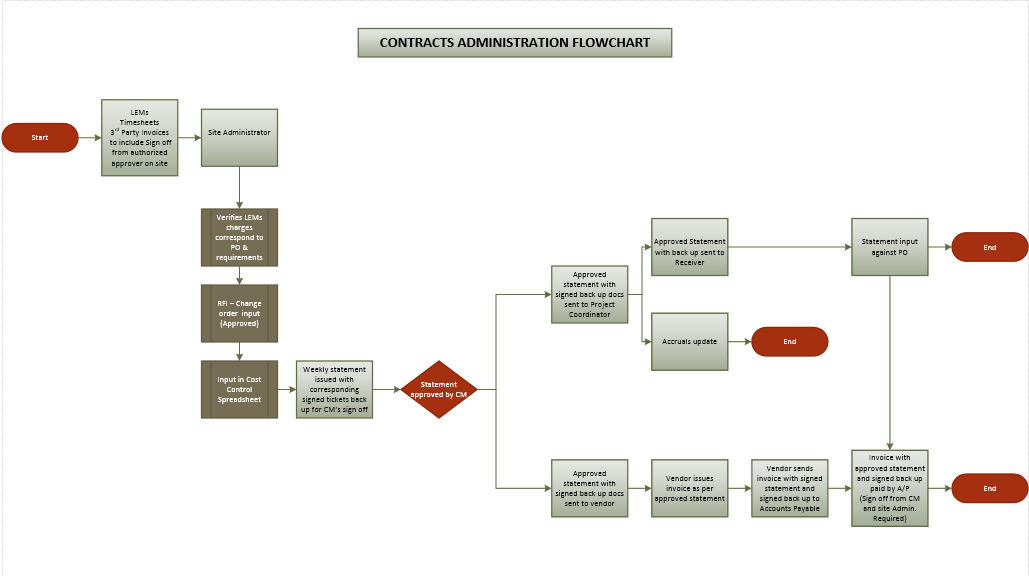 CONTRACTS ADMINISTRATION FLOWCHART
Start
LEMs
Timesheets
3rd Party Invoices
to include Sign off
from authorized
approver on site
Site Administrator
Verifies LEMs
charges
correspond to
PO &
requirements
RFI – Change
order input
(Approved)
Input in Cost
Control
Spreadsheet
Weekly statement
issued with
corresponding
signed tickets back
up for CM's sign off
Statement
approved by CM
Approved
statement with
signed back up docs
sent to Project
Coordinator
Approved Statement
with back up sent to
Receiver
Statement input
against PO
End
Accruals update
End
Approved
statement with
signed back up docs
sent to vendor
Vendor issues
invoice as per
approved statement
Vendor sends
invoice with signed
statement and
signed back up to
Accounts Payable
Invoice with
approved statement
and signed back up
paid by A/P
(Sign off from CM
and site Admin.
Required)
End